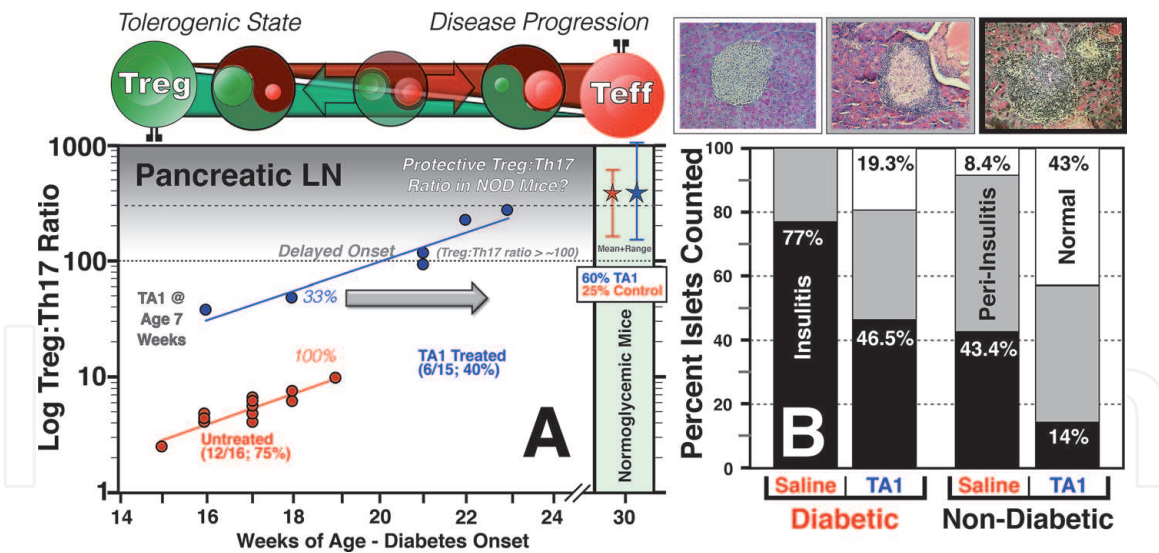 Tolerogenic State
Disease Progression
Treg
Teff
1000
100
10
1
Log Treg:Th17 Ratio
Pancreatic LN
Protective Treg:Th17
Ratio in NOD Mice?
Delayed Onset
(Treg:Th17 ratio > ~100)
Mean+Range
60% TA1
25% Control
TA1 @
Age 7
Weeks
33%
100%
TA1 Treated
(6/15; 40%)
Untreated
(12/16; 75%)
A
Normoglycemic Mice
14
16
18
20
22
24
30
Weeks of Age - Diabetes Onset
Percent Islets Counted
100
80
60
40
20
0
77%
Insulitis
B
19.3%
46.5%
8.4%
Peri-Insulitis
43.4%
43%
Normal
14%
Saline
TA1
Saline
TA1
Diabetic
Non-Diabetic